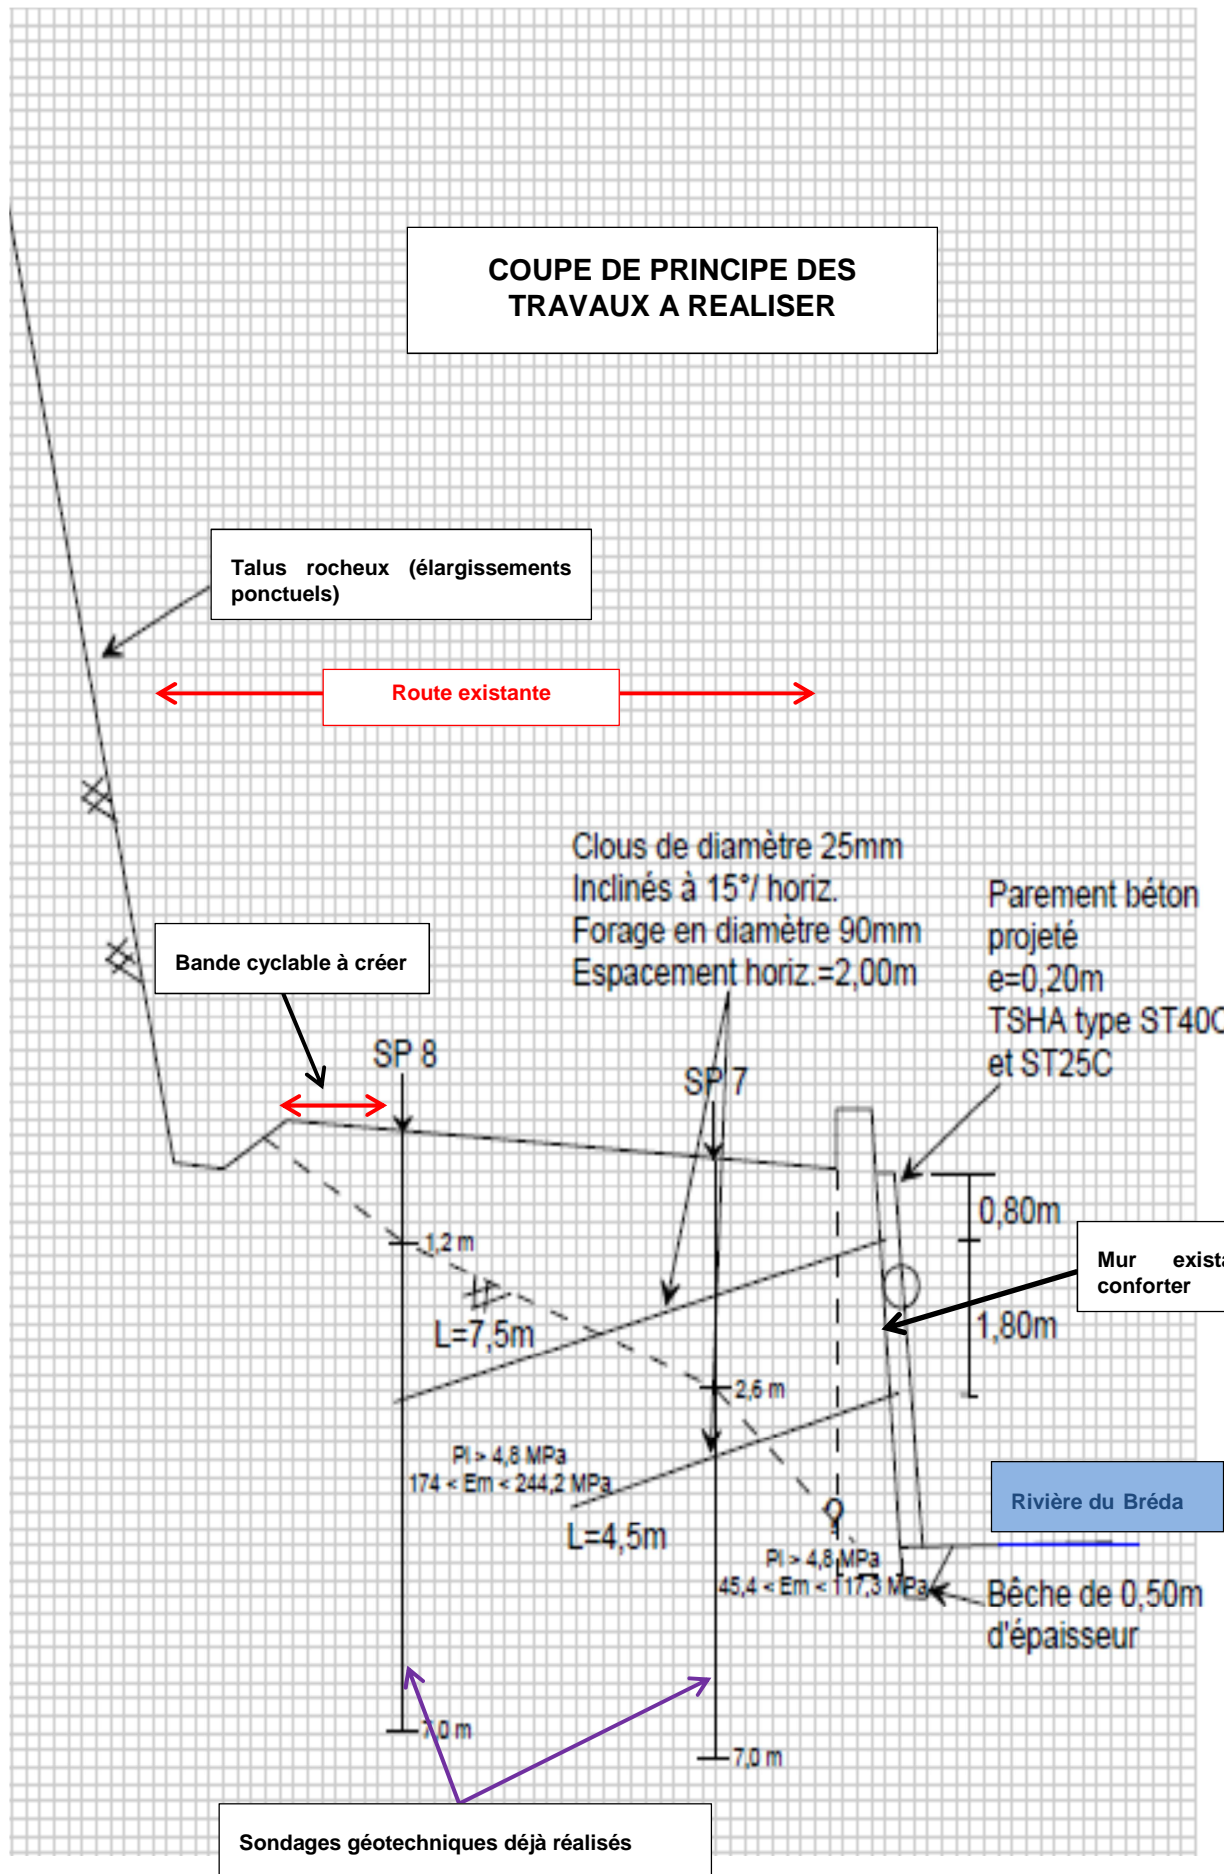 COUPE DE PRINCIPE DES
TRAVAUX A REALISER
Talus rocheux (élargissements
ponctuels)
Route existante
Clous de diamètre 25mm
Inclinés à 15°/ horiz.
Forage en diamètre 90mm
Espacement horiz.=2,00m
Parement béton
projeté
e=0,20m
TSHA type ST40C
et ST25C
Bande cyclable à créer
SP 8
SP 7
0,80m
1,2 m
Mur
conforter
L=7,5m
1,80m
2,6 m
Pl > 4,8 MPa
174 < Em < 244,2 MPa
Rivière du Bréda
?
L=4,5m
Pl > 4,8 MPa
45,4 < Em < 117,3 MPa
Bêche de 0,50m
d'épaisseur
7,0 m
7,0 m
Sondages géotechniques déjà réalisés